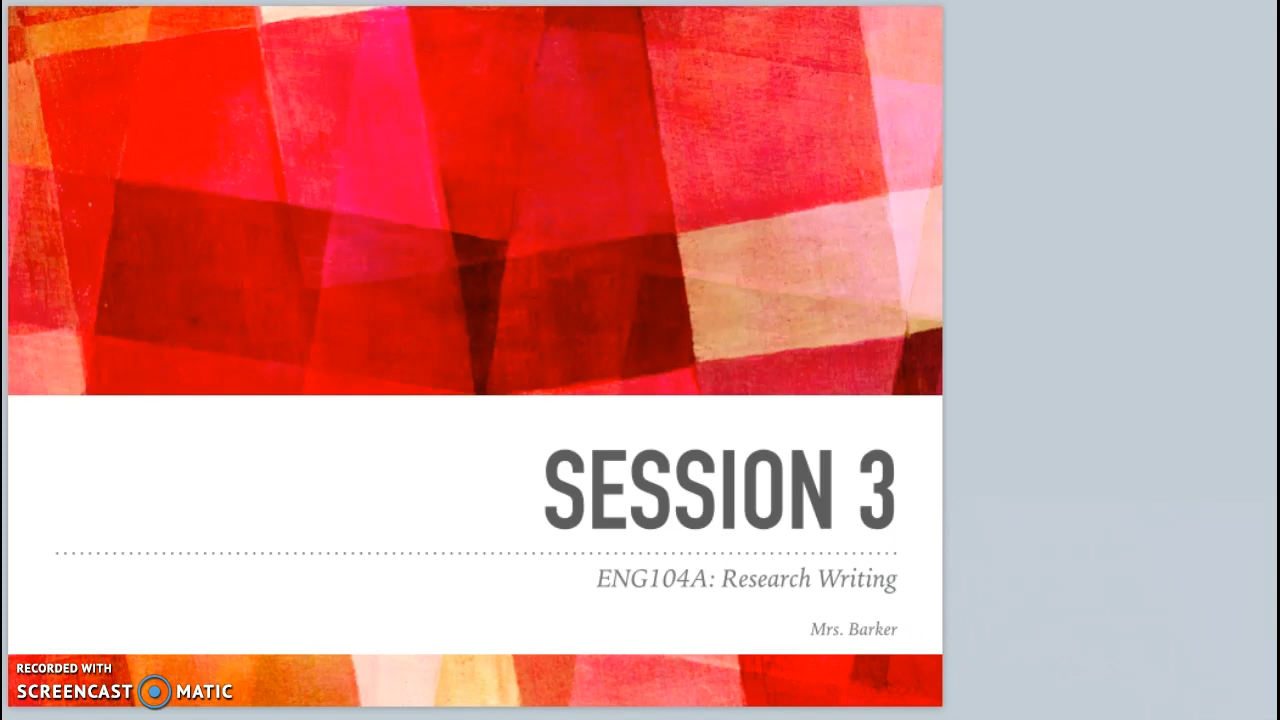 SESSION 3
ENG104A: Research Writing
Mrs. Barker
RECORDED WITH
SCREENCAST MATIC